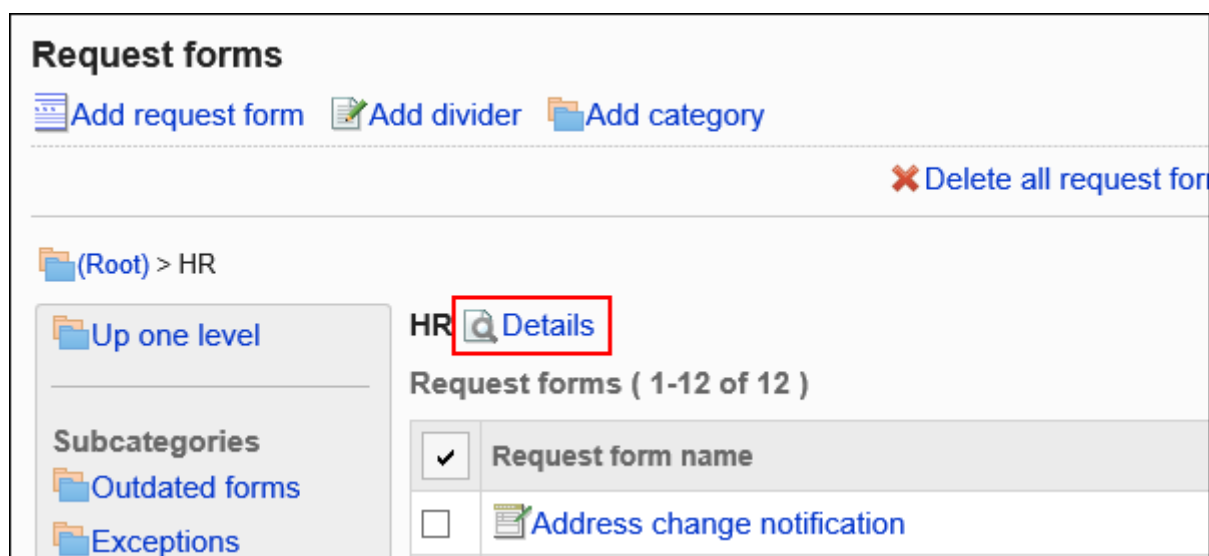 Request forms
Add request form Add divider Add category
Delete all request for
(Root) > HR
Up one level
HR Details
Request forms ( 1-12 of 12 )
Subcategories
Request form name
Outdated forms
Address change notification
Exceptions